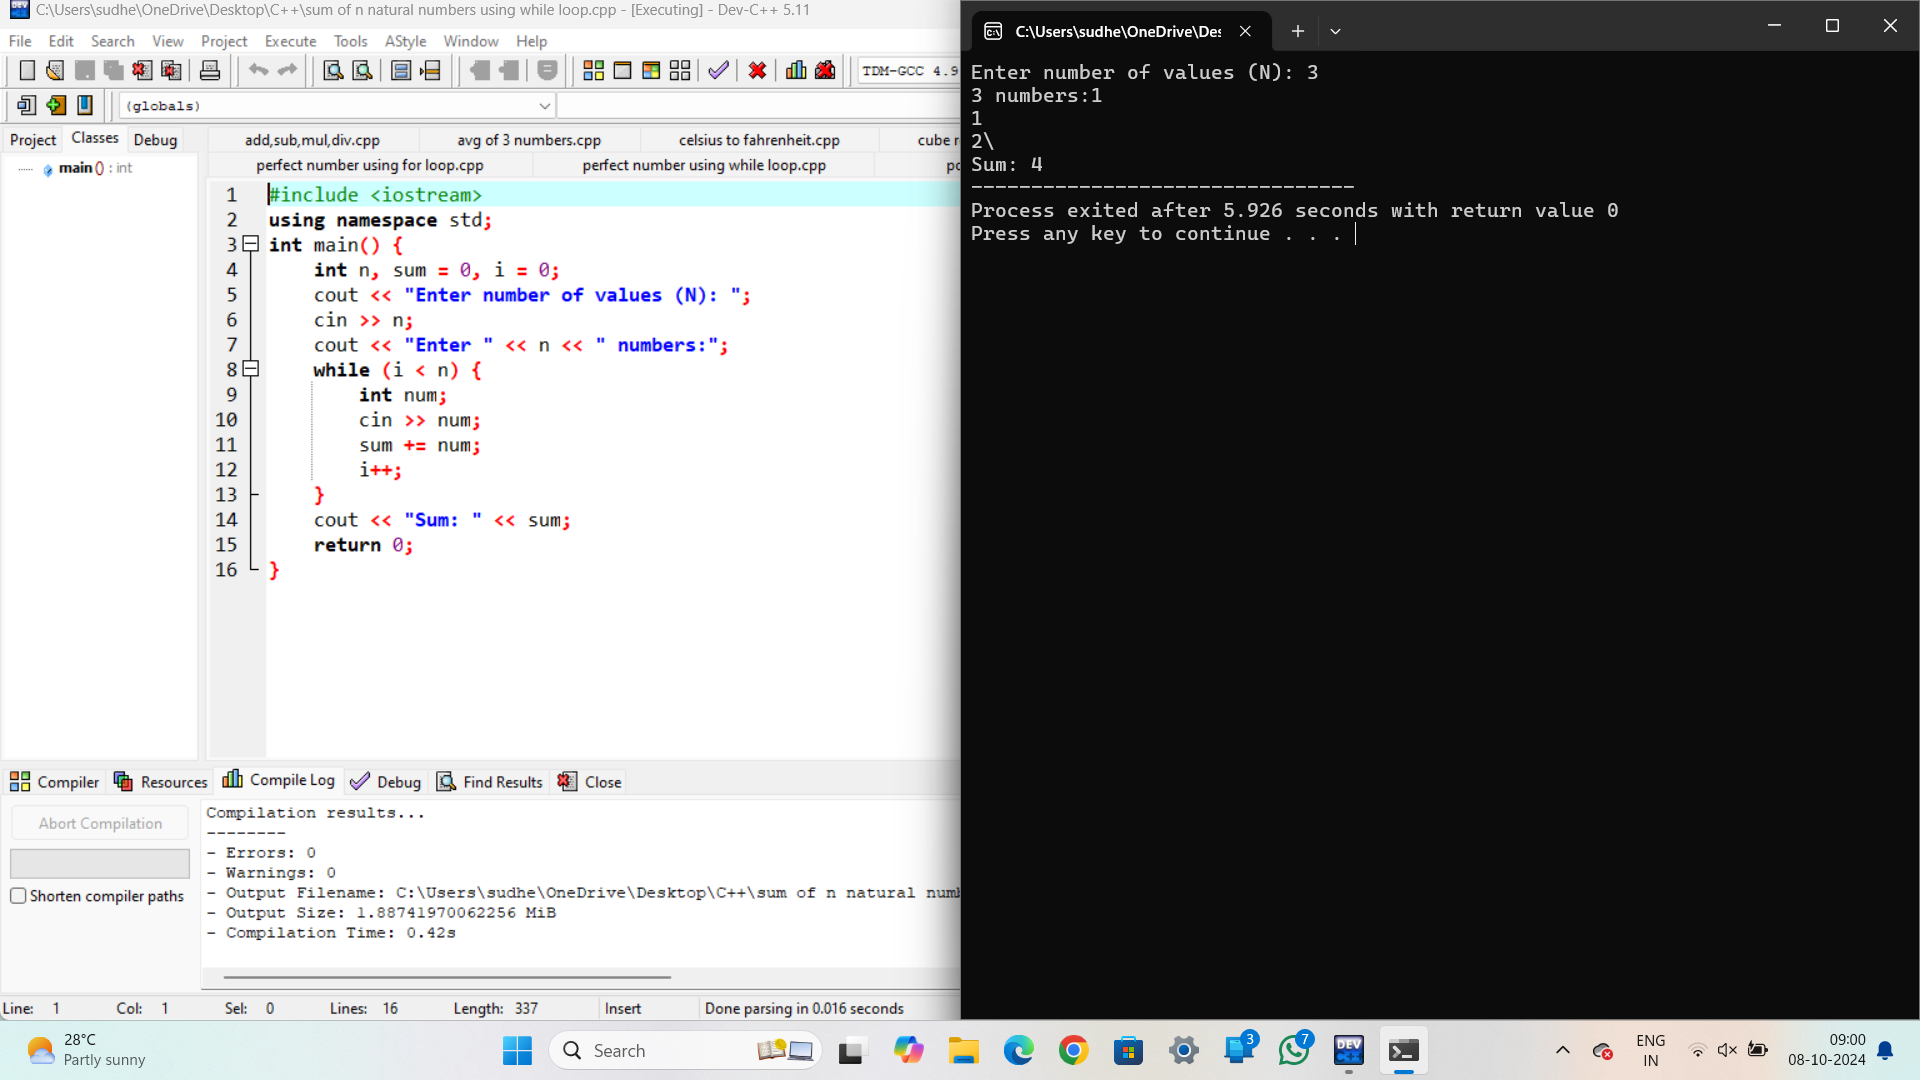 C:\Users\sudhe\OneDrive\Desktop\C++\sum of n natural numbers using while loop.cpp - [Executing] - Dev-C++ 5.11
File Edit Search View Project Execute Tools AStyle Window Help
TDM-GCC 4.9
(globals)
Project Classes Debug
main () : int
add,sub,mul,div.cpp avg of 3 numbers.cpp celsius to fahrenheit.cpp cube r
perfect number using for loop.cpp perfect number using while loop.cpp po
1 #include <iostream>
2 using namespace std;
3 int main() {
4 int n, sum = 0, i = 0;
5 cout << "Enter number of values (N): ";
6 cin >> n;
7 cout << "Enter " << n << " numbers:";
8 while (i < n) {
9 int num;
10 cin >> num;
11 sum += num;
12 i++;
13 }
14 cout << "Sum: " << sum;
15 return 0;
16 }
Compiler Resources Compile Log Debug Find Results Close
Abort Compilation
Shorten compiler paths
Compilation results...
--------
- Errors: 0
- Warnings: 0
- Output Filename: C:\Users\sudhe\OneDrive\Desktop\C++\sum of n natural num
- Output Size: 1.88741970062256 MiB
- Compilation Time: 0.42s
Line: 1 Col: 1 Sel: 0 Lines: 16 Length: 337 Insert Done parsing in 0.016 seconds
C:\Users\sudhe\OneDrive\Des
Enter number of values (N): 3
3 numbers:1
1
2\
Sum: 4
--------------------------------
Process exited after 5.926 seconds with return value 0
Press any key to continue . . .
28°C
Partly sunny
Search
3
7
DEV
C++
ENG
IN
09:00
08-10-2024